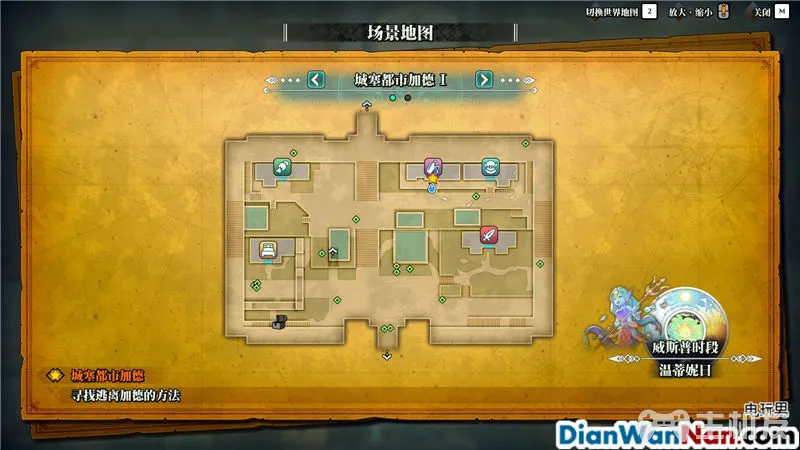 切换世界地图 2 放大·缩小 关闭 M
场景地图
城塞都市加德 I
威斯普时段
温蒂妮日
城塞都市加德
寻找逃离加德的方法
电玩男
DianWanNan.com